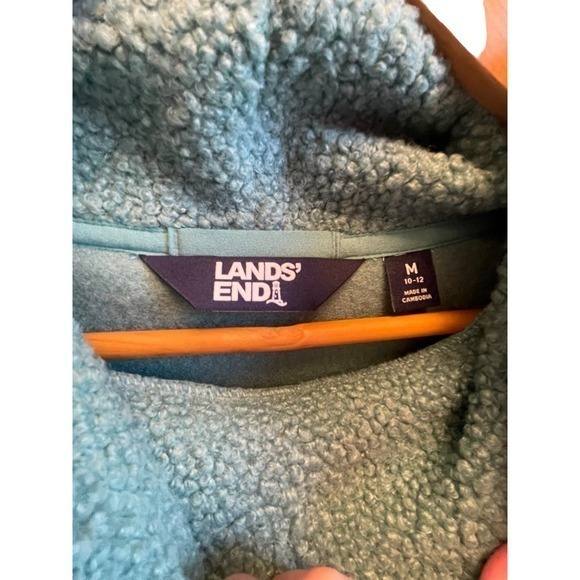 LANDS'
END
M
10-12
MADE IN
CAMBODIA